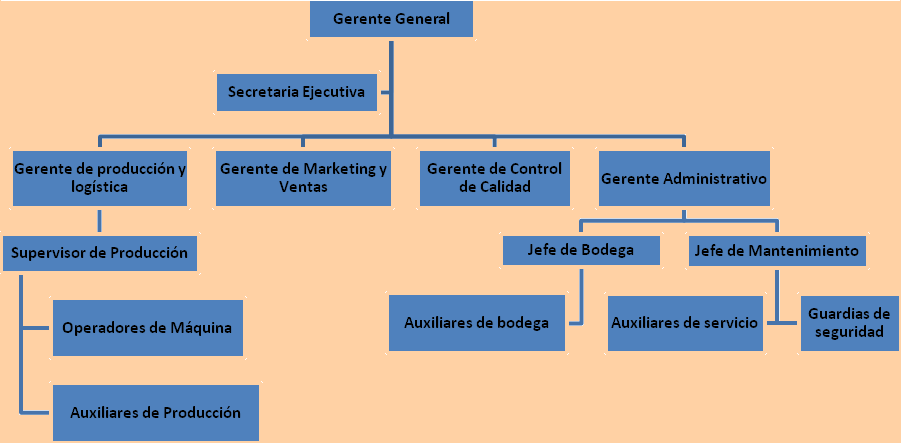 Gerente General
Secretaria Ejecutiva
Gerente de producción y
logística
Gerente de Marketing y
Ventas
Gerente de Control
de Calidad
Gerente Administrativo
Supervisor de Producción
Jefe de Bodega
Jefe de Mantenimiento
Operadores de Máquina
Auxiliares de bodega
Auxiliares de servicio
Guardias de
seguridad
Auxiliares de Producción